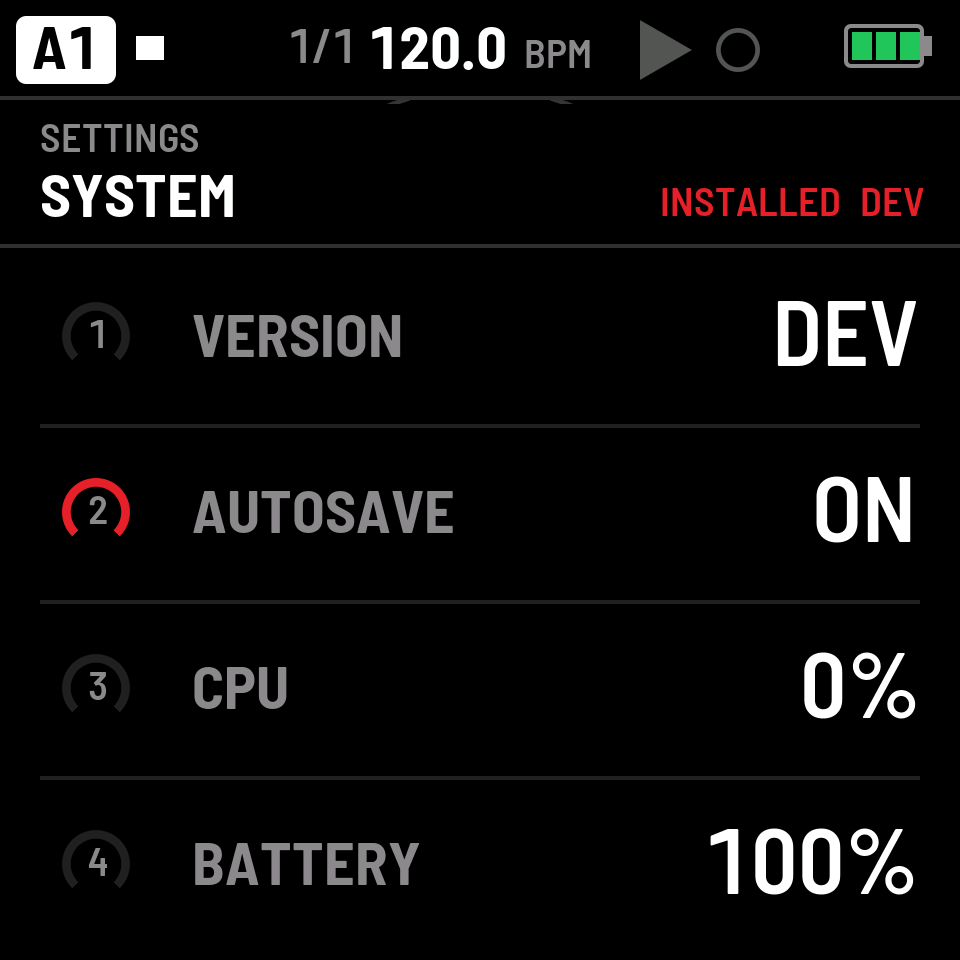 A1 1/1 120.0 BPM
SETTINGS
SYSTEM INSTALLED DEV
1 VERSION DEV
2 AUTOSAVE ON
3 CPU 0%
4 BATTERY 100%